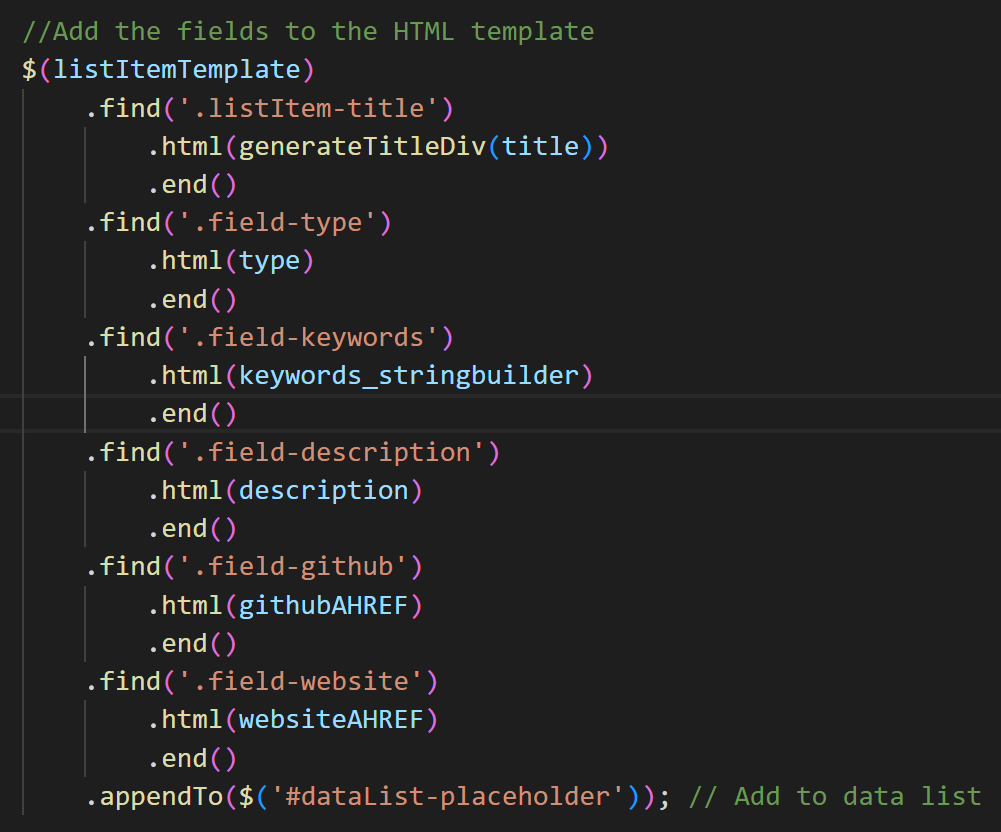 //Add the fields to the HTML template
$(listItemTemplate)
    .find('.listItem-title')
        .html(generateTitleDiv(title))
        .end()
    .find('.field-type')
        .html(type)
        .end()
    .find('.field-keywords')
        .html(keywords_stringbuilder)
        .end()
    .find('.field-description')
        .html(description)
        .end()
    .find('.field-github')
        .html(githubAHREF)
        .end()
    .find('.field-website')
        .html(websiteAHREF)
        .end()
    .appendTo($('#dataList-placeholder')); // Add to data list